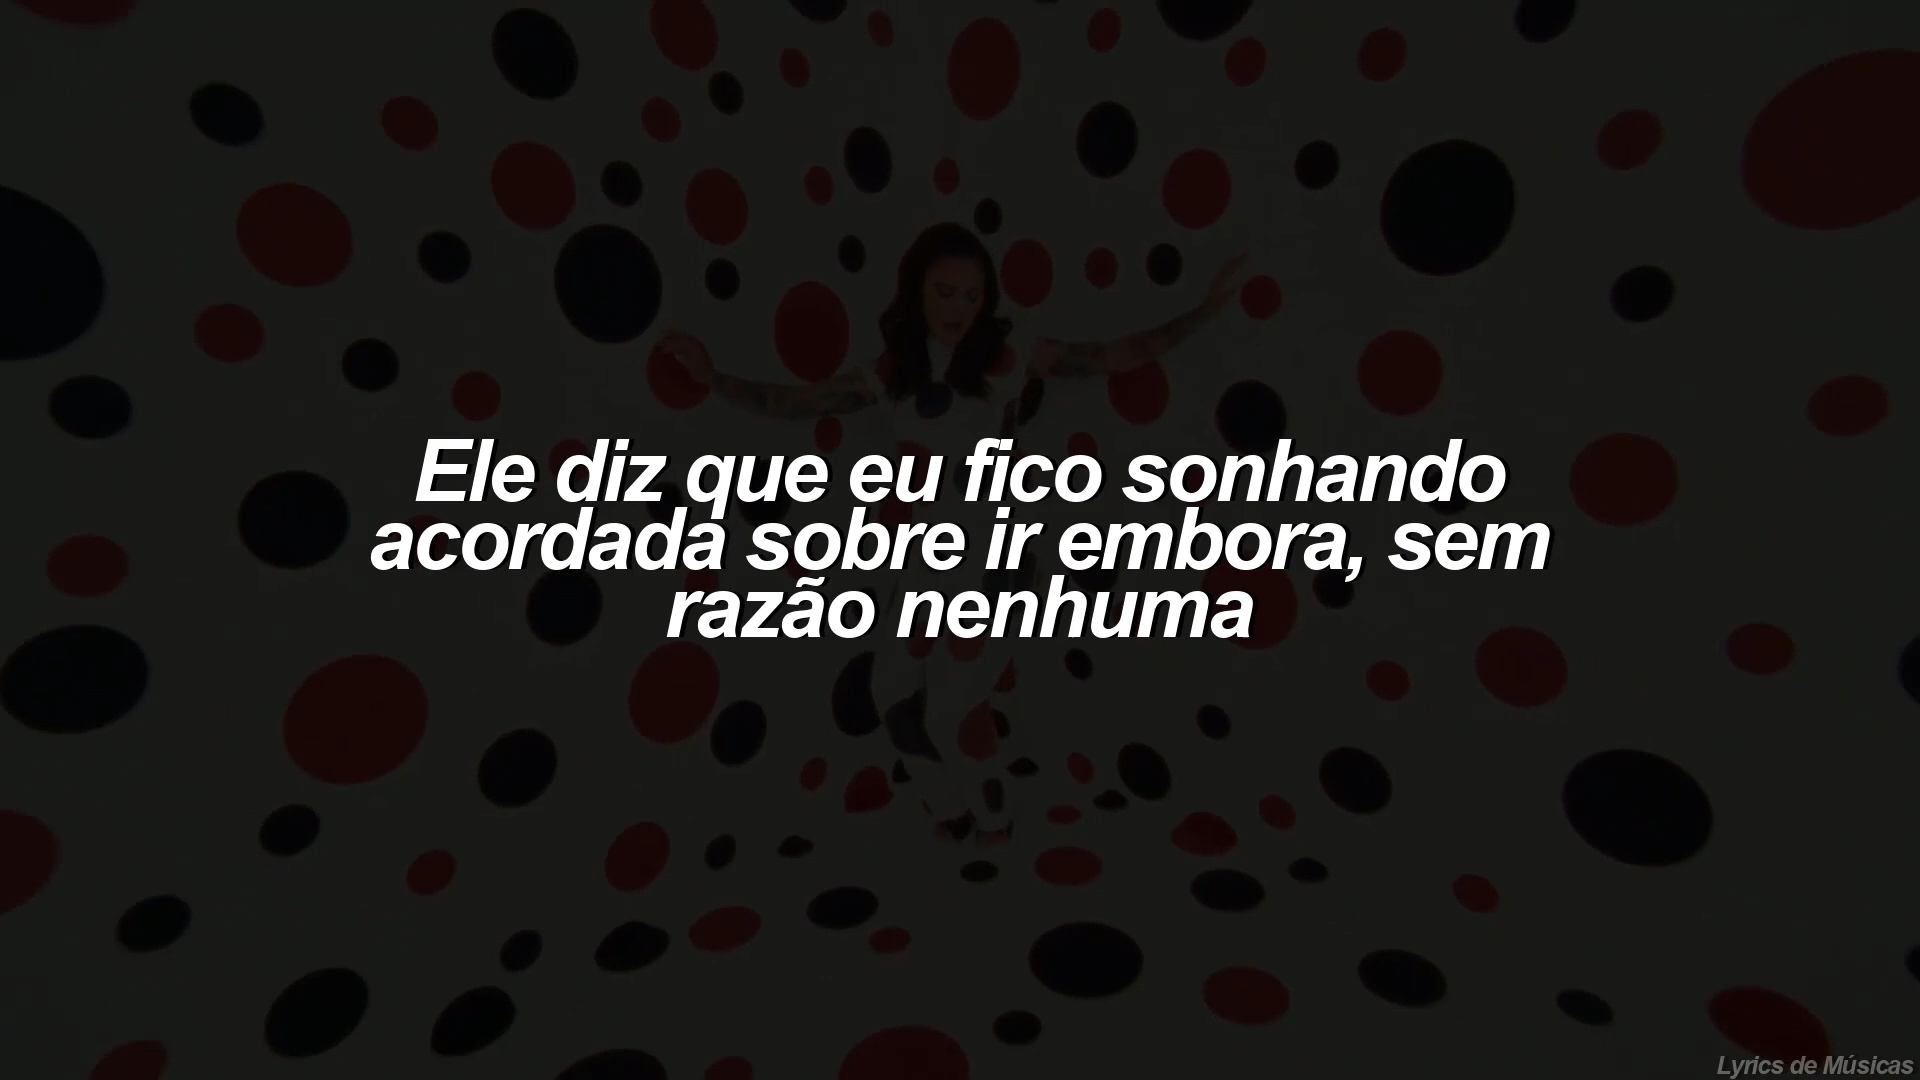 Ele diz que eu fico sonhando
acordada sobre ir embora, sem
razão nenhuma
Lyrics de Músicas